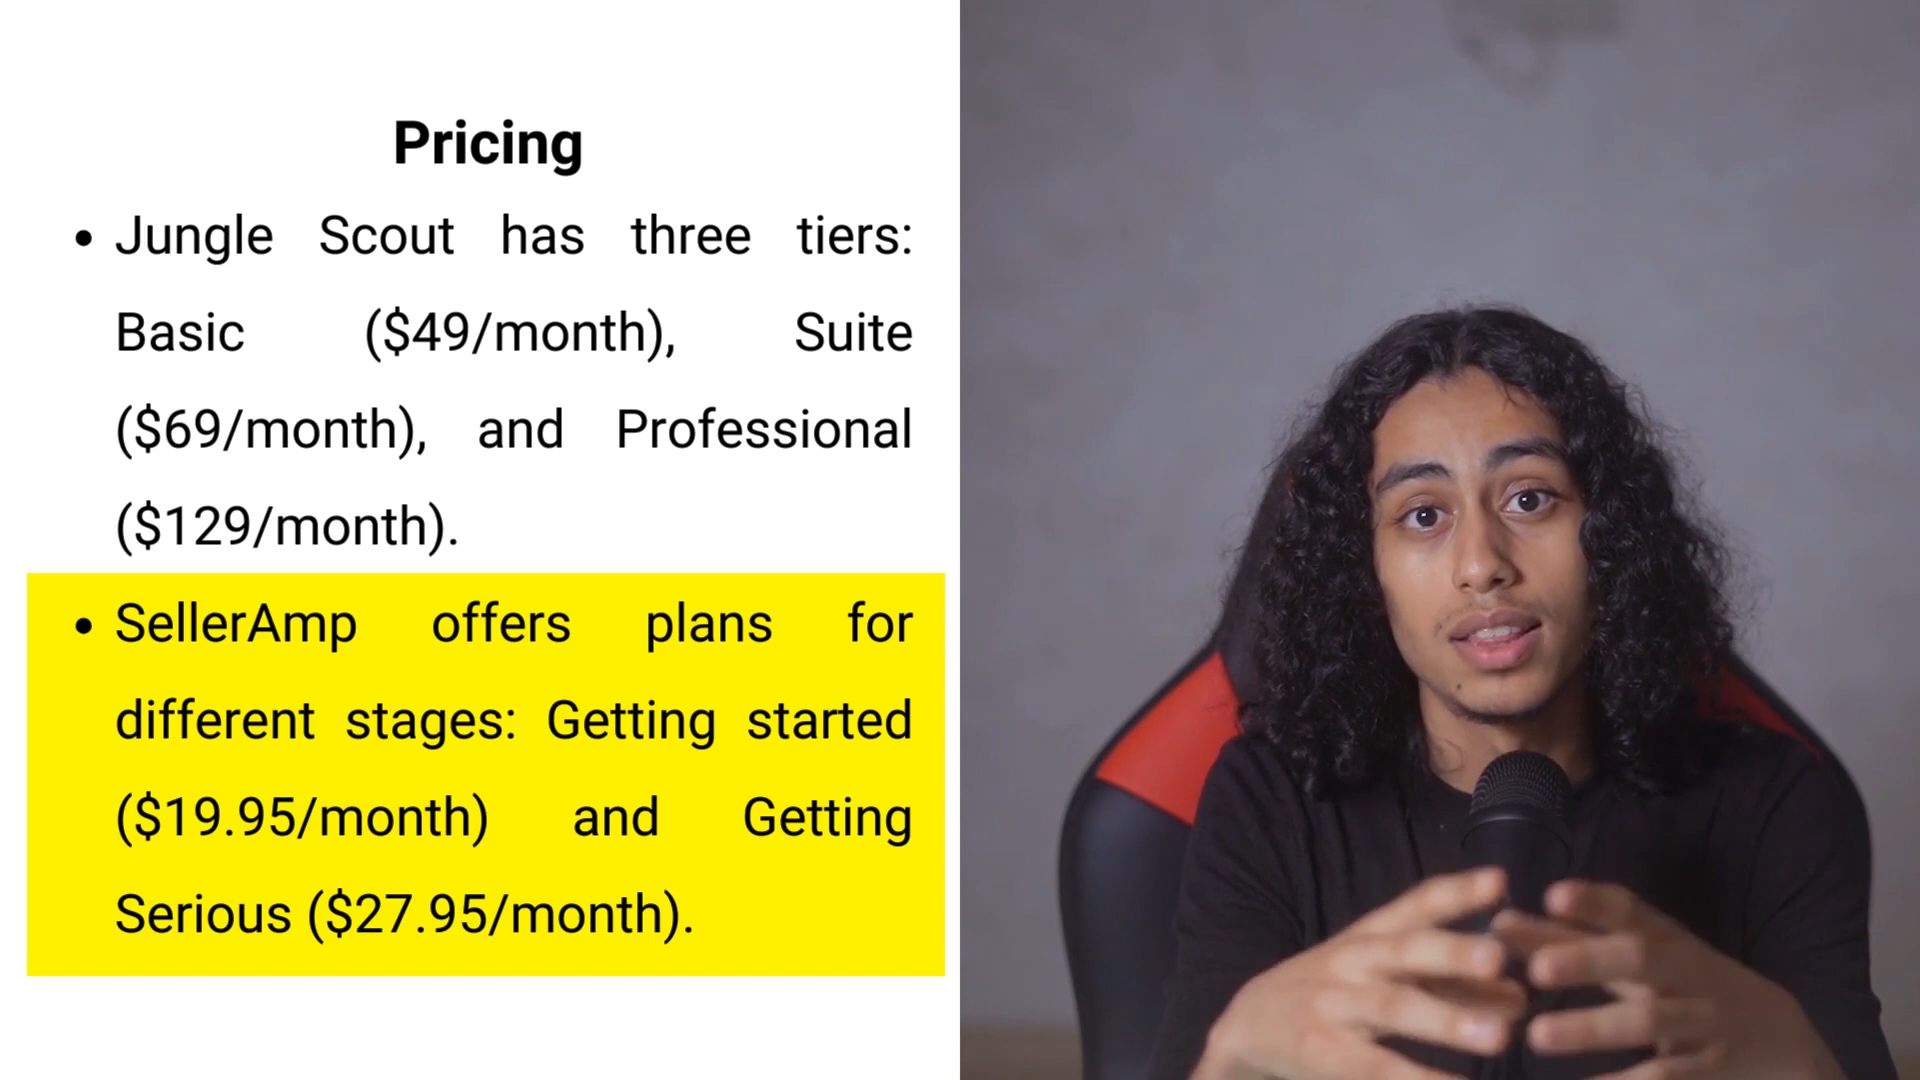 Pricing
• Jungle Scout has three tiers:
Basic ($49/month), Suite
($69/month), and Professional
($129/month).
• SellerAmp offers plans for
different stages: Getting started
($19.95/month) and Getting
Serious ($27.95/month).